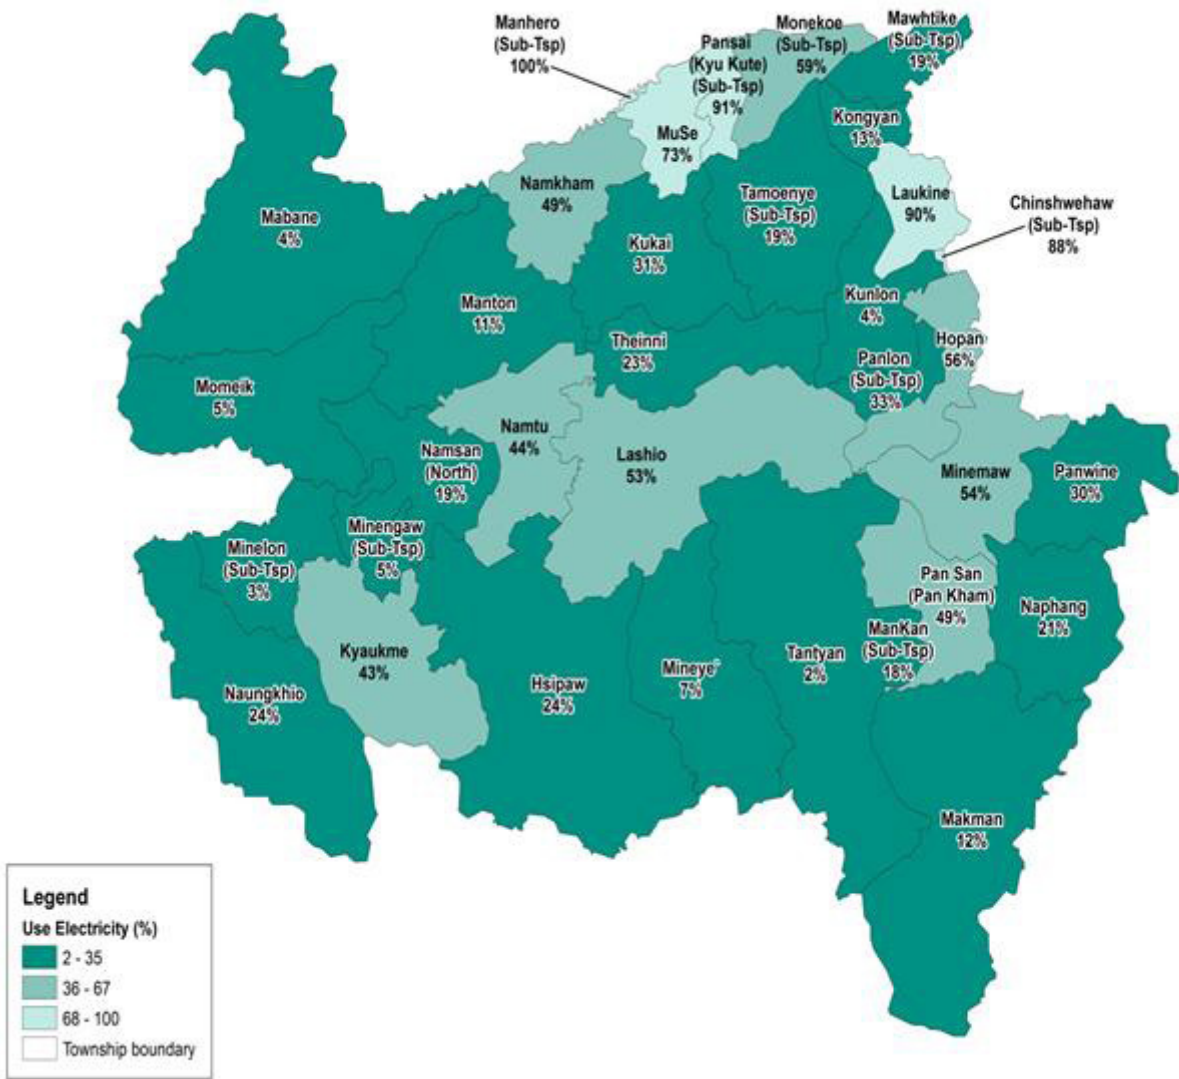 Manhero
(Sub-Tsp)
100%
Pansai
(Kyu Kute)
(Sub-Tsp)
91%
Monekoe
(Sub-Tsp)
59%
Mawhtike
(Sub-Tsp)
19%
Kongyan
13%
MuSe
73%
Namkham
49%
Tamoenye
(Sub-Tsp)
19%
Laukine
90%
Chinshwehaw
(Sub-Tsp)
88%
Mabane
4%
Kukai
31%
Manton
11%
Kunlon
4%
Theinni
23%
Hopan
56%
Panlon
(Sub-Tsp)
33%
Momeik
5%
Namtu
44%
Namsan
(North)
19%
Lashio
53%
Minemaw
54%
Panwine
30%
Minengaw
(Sub-Tsp)
5%
Minelon
(Sub-Tsp)
3%
Pan San
(Pan Kham)
49%
Naphang
21%
ManKan
(Sub-Tsp)
18%
Kyaukme
43%
Tantyan
2%
Mineye
7%
Hsipaw
24%
Naungkhio
24%
Makman
12%
Legend
Use Electricity (%)
2 - 35
36 - 67
68 - 100
Township boundary